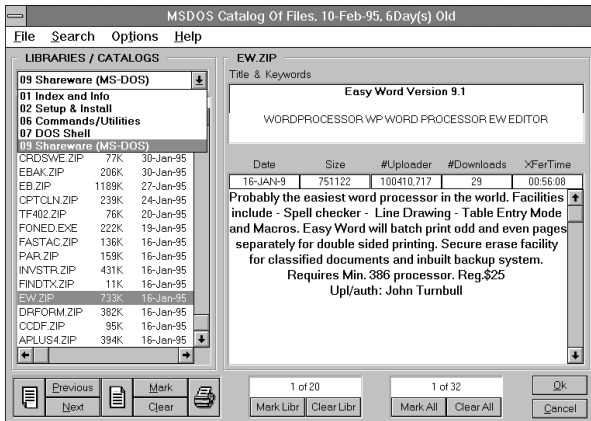 MSDOS Catalog Of Files, 10-Feb-95, 6Day(s) Old
File Search Options Help
LIBRARIES / CATALOGS
09 Shareware (MS-DOS)
01 Index and Info
02 Setup & Install
06 Commands/Utilities
07 DOS Shell
09 Shareware (MS-DOS)
CRDSWE.ZIP 77K 30-Jan-95
EBAK.ZIP 206K 30-Jan-95
EB.ZIP 1189K 27-Jan-95
CPTCLN.ZIP 239K 24-Jan-95
TF402.ZIP 76K 20-Jan-95
FONED.EXE 222K 19-Jan-95
FASTAC.ZIP 136K 16-Jan-95
PAR.ZIP 159K 16-Jan-95
INVSTR.ZIP 431K 16-Jan-95
FINDTX.ZIP 11K 16-Jan-95
EW.ZIP 733K 16-Jan-95
DRFORM.ZIP 382K 16-Jan-95
CCDF.ZIP 95K 16-Jan-95
APLUS4.ZIP 394K 16-Jan-95
EW.ZIP
Title & Keywords
Easy Word Version 9.1
WORDPROCESSOR WP WORD PROCESSOR EW EDITOR
Date Size #Uploader #Downloads XFerTime
16-JAN-9 751122 100410,717 29 00:56:08
Probably the easiest word processor in the world. Facilities
include - Spell checker - Line Drawing - Table Entry Mode
and Macros. Easy Word will batch print odd and even pages
separately for double sided printing. Secure erase facility
for classified documents and inbuilt backup system.
Requires Min. 386 processor. Reg.$25
Upl/auth: John Turnbull
Previous
Next
Mark
Clear
1 of 20
Mark Libr Clear Libr
1 of 32
Mark All Clear All
Ok
Cancel